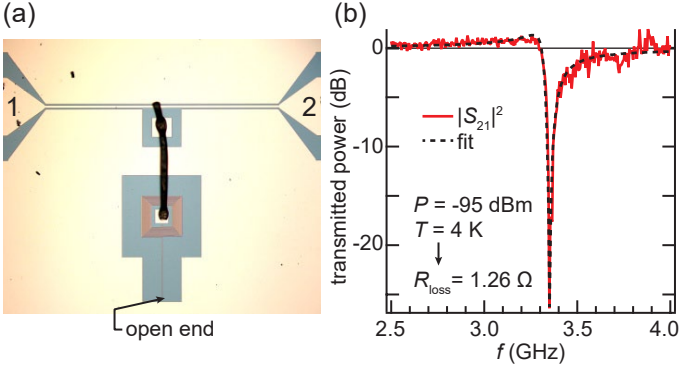 (a)
1
2
open end
(b)
transmitted power (dB)
0
-10
-20
|S21|²
fit
P = -95 dBm
T = 4 K
Rloss= 1.26 Ω
2.5
3.0
3.5
4.0
f (GHz)